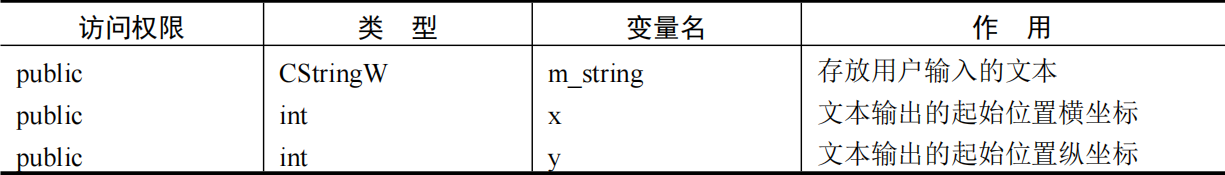 访问权限 类 型 变量名 作 用
public CStringW m_string 存放用户输入的文本
public int x 文本输出的起始位置横坐标
public int y 文本输出的起始位置纵坐标